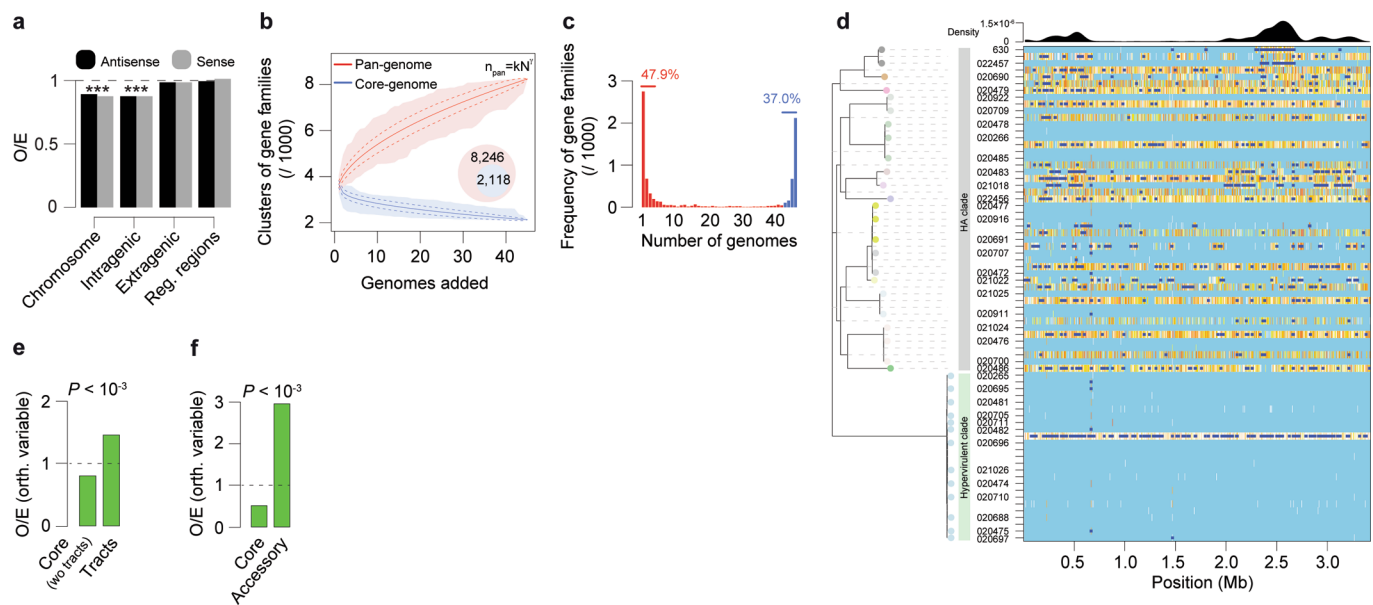 a
Antisense
Sense
1
0.5
0
O/E
***
***
Chromosome
Intragenic
Extragenic
Reg. regions
b
Pan-genome
Core-genome
n_pan=kN^γ
8
6
4
2
Clusters of gene families
(/ 1000)
8,246
2,118
0
10
20
30
40
Genomes added
c
47.9%
37.0%
3
2
1
0
Frequency of gene families
(/ 1000)
1
10
20
30
40
Number of genomes
d
Density
1.5×10⁻⁶
0
HA clade
Hypervirulent clade
630
022457
020690
020479
020922
020709
020478
020266
020485
020483
021018
022456
020477
020916
020691
020707
020472
021022
021025
020911
021024
020476
020700
020486
020265
020695
020481
020705
020711
020482
020696
021026
020474
020710
020688
020475
020697
0.5
1.0
1.5
2.0
2.5
3.0
Position (Mb)
e
P < 10⁻³
2
1
0
O/E (orth. variable)
Core
(wo tracts)
Tracts
f
P < 10⁻³
3
2
1
0
O/E (orth. variable)
Core
Accessory